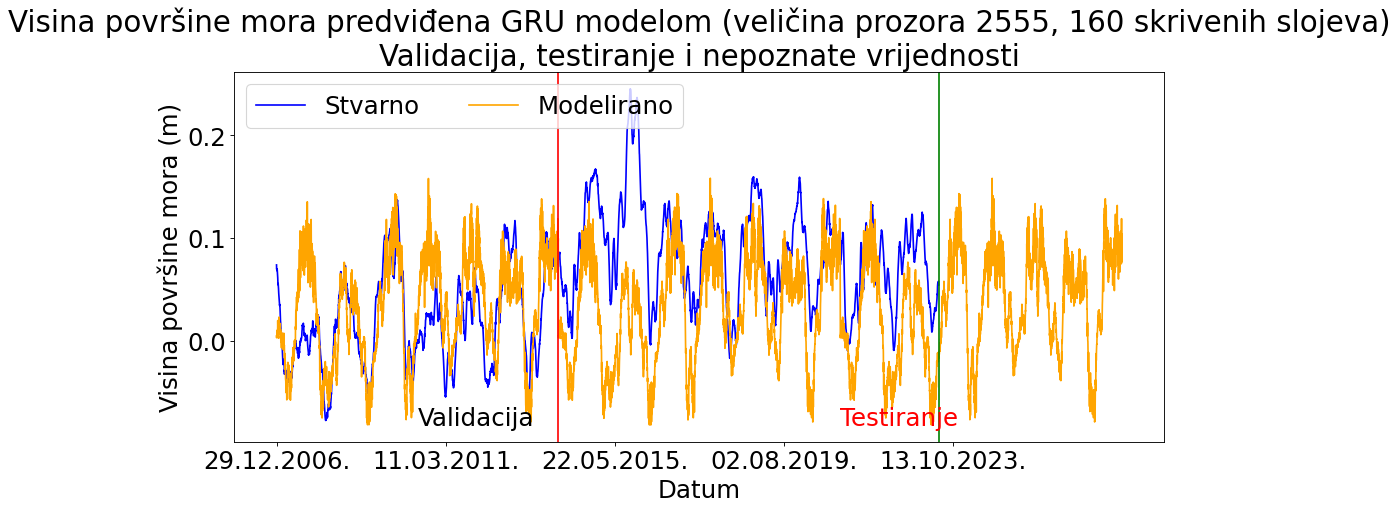 Visina površine mora predviđena GRU modelom (veličina prozora 2555, 160 skrivenih slojeva)
Validacija, testiranje i nepoznate vrijednosti
Stvarno
Modelirano
Visina površine mora (m)
0.2
0.1
0.0
Validacija
Testiranje
29.12.2006.
11.03.2011.
22.05.2015.
02.08.2019.
13.10.2023.
Datum